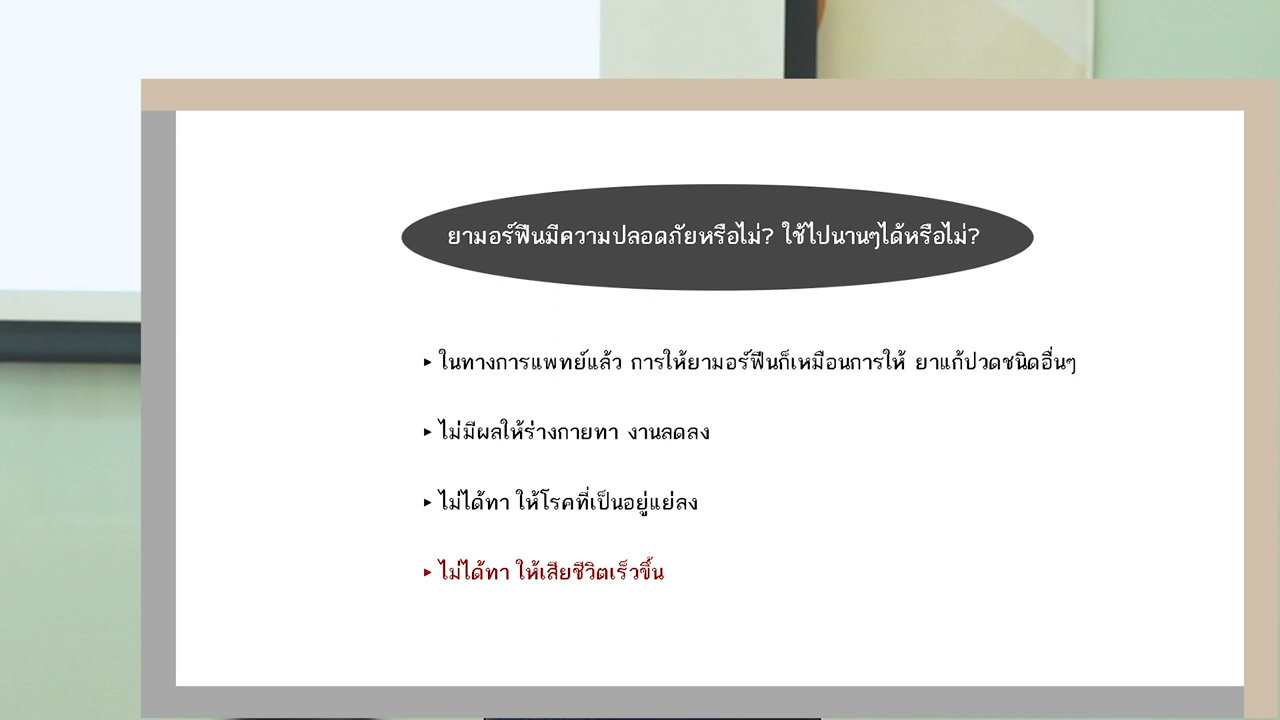 ยามอร์ฟีนมีความปลอดภัยหรือไม่? ใช้ไปนานๆได้หรือไม่?
▸ ในทางการแพทย์แล้ว การให้ยามอร์ฟีนก็เหมือนการให้ ยาแก้ปวดชนิดอื่นๆ
▸ ไม่มีผลให้ร่างกายทา งานลดลง
▸ ไม่ได้ทา ให้โรคที่เป็นอยู่แย่ลง
▸ ไม่ได้ทา ให้เสียชีวิตเร็วขึ้น